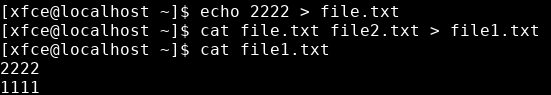 [xfce@localhost ~]$ echo 2222 > file.txt
[xfce@localhost ~]$ cat file.txt file2.txt > file1.txt
[xfce@localhost ~]$ cat file1.txt
2222
1111